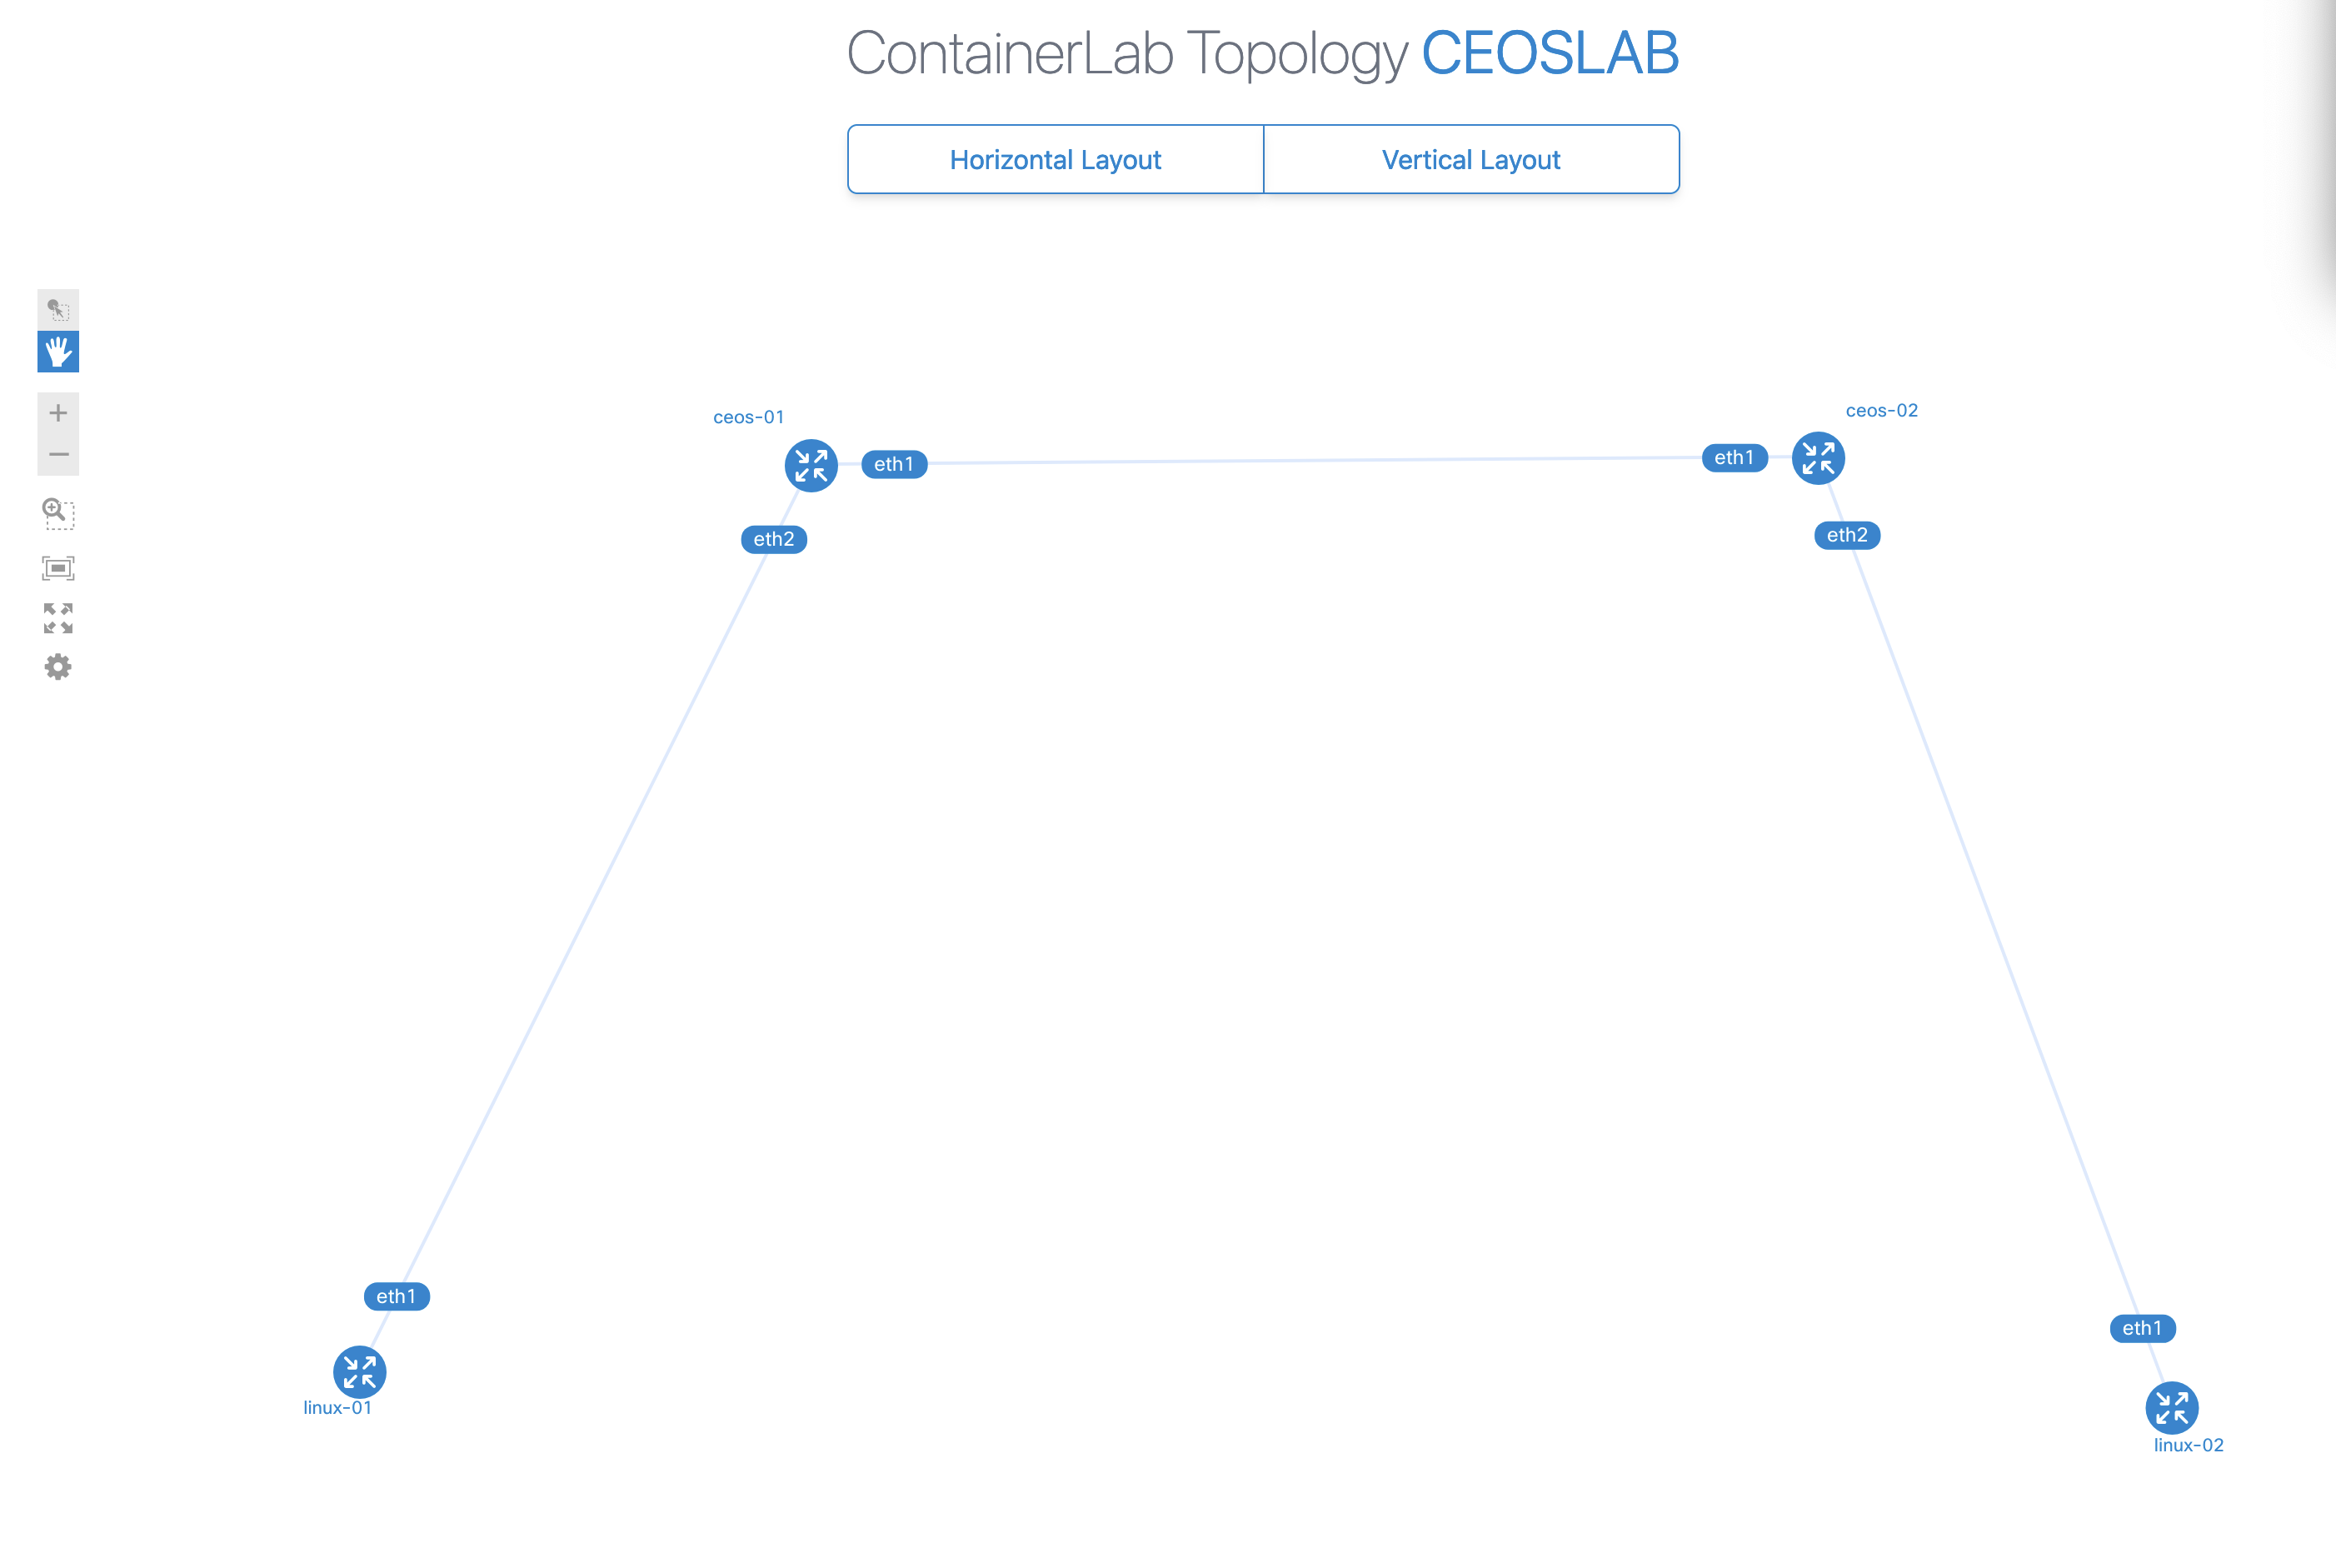 ContainerLab Topology CEOSLAB
Horizontal Layout
Vertical Layout
ceos-01
ceos-02
eth1
eth1
eth2
eth2
eth1
eth1
linux-01
linux-02